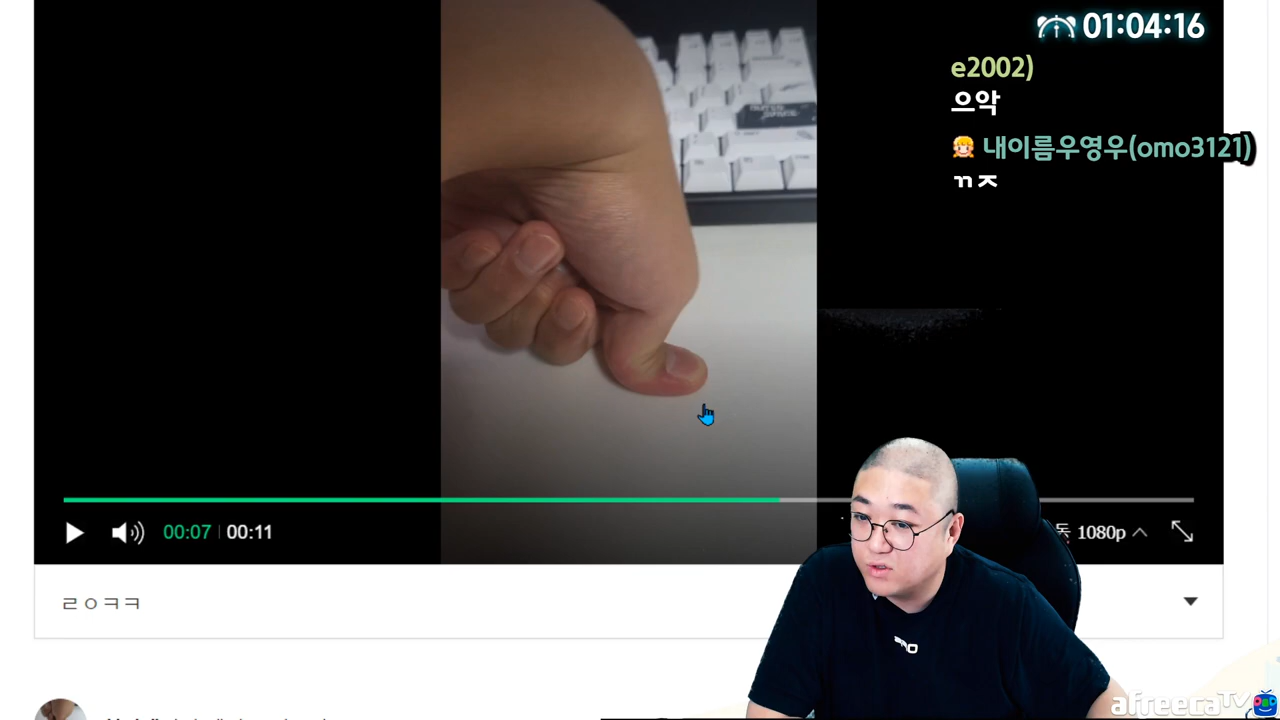 01:04:16
e2002)
으악
내이름우영우(omo3121)
ㄲㅈ
00:07 00:11
1080p
ㄹㅇㅋㅋ
afreecaTV